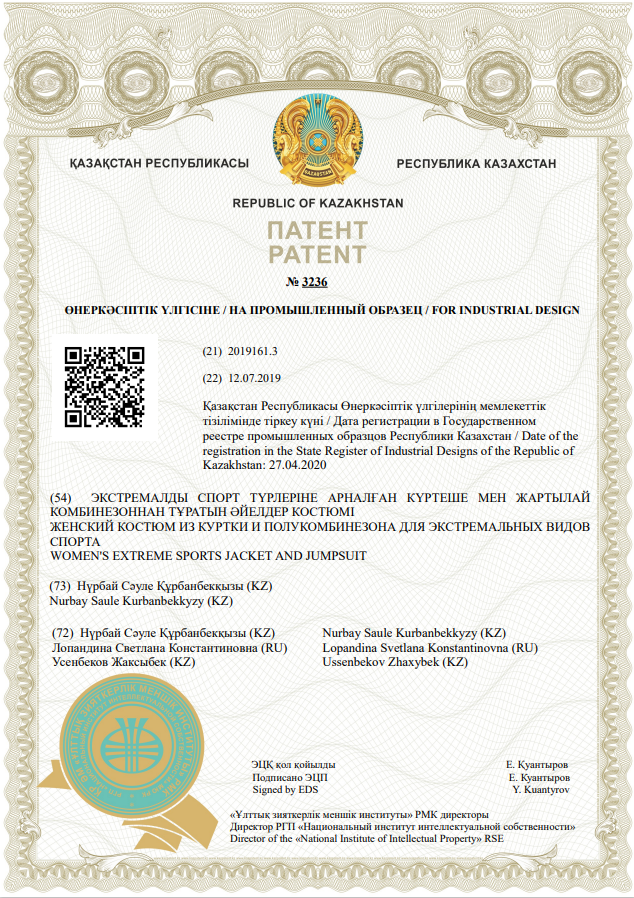 ҚАЗАҚСТАН РЕСПУБЛИКАСЫ
РЕСПУБЛИКА КАЗАХСТАН
QAZAQSTAN
REPUBLIC OF KAZAKHSTAN
ПАТЕНТ
PATENT
№ 3236
ӨНЕРКӘСІПТІК ҮЛГІСІНЕ / НА ПРОМЫШЛЕННЫЙ ОБРАЗЕЦ / FOR INDUSTRIAL DESIGN
(21) 2019161.3
(22) 12.07.2019
Қазақстан Республикасы Өнеркәсіптік үлгілерінің мемлекеттік
тізілімінде тіркеу күні / Дата регистрации в Государственном
реестре промышленных образцов Республики Казахстан / Date of the
registration in the State Register of Industrial Designs of the Republic of
Kazakhstan: 27.04.2020
(54) ЭКСТРЕМАЛДЫ СПОРТ ТҮРЛЕРІНЕ АРНАЛҒАН КҮРТЕШЕ МЕН ЖАРТЫЛАЙ
КОМБИНЕЗОННАН ТҰРАТЫН ӘЙЕЛДЕР КОСТЮМІ
ЖЕНСКИЙ КОСТЮМ ИЗ КУРТКИ И ПОЛУКОМБИНЕЗОНА ДЛЯ ЭКСТРЕМАЛЬНЫХ ВИДОВ
СПОРТА
WOMEN'S EXTREME SPORTS JACKET AND JUMPSUIT
(73) Нұрбай Сәуле Құрбанбекқызы (KZ)
Nurbay Saule Kurbanbekkyzy (KZ)
(72) Нұрбай Сәуле Құрбанбекқызы (KZ)
Лопандина Светлана Константиновна (RU)
Усенбеков Жаксыбек (KZ)
Nurbay Saule Kurbanbekkyzy (KZ)
Lopandina Svetlana Konstantinovna (RU)
Ussenbekov Zhaxybek (KZ)
ЭЦҚ қол қойылды
Подписано ЭЦП
Signed by EDS
Е. Қуантыров
Е. Куантыров
Y. Kuantyrov
«Ұлттық зияткерлік меншік институты» РМК директоры
Директор РГП «Национальный институт интеллектуальной собственности»
Director of the «National Institute of Intellectual Property» RSE